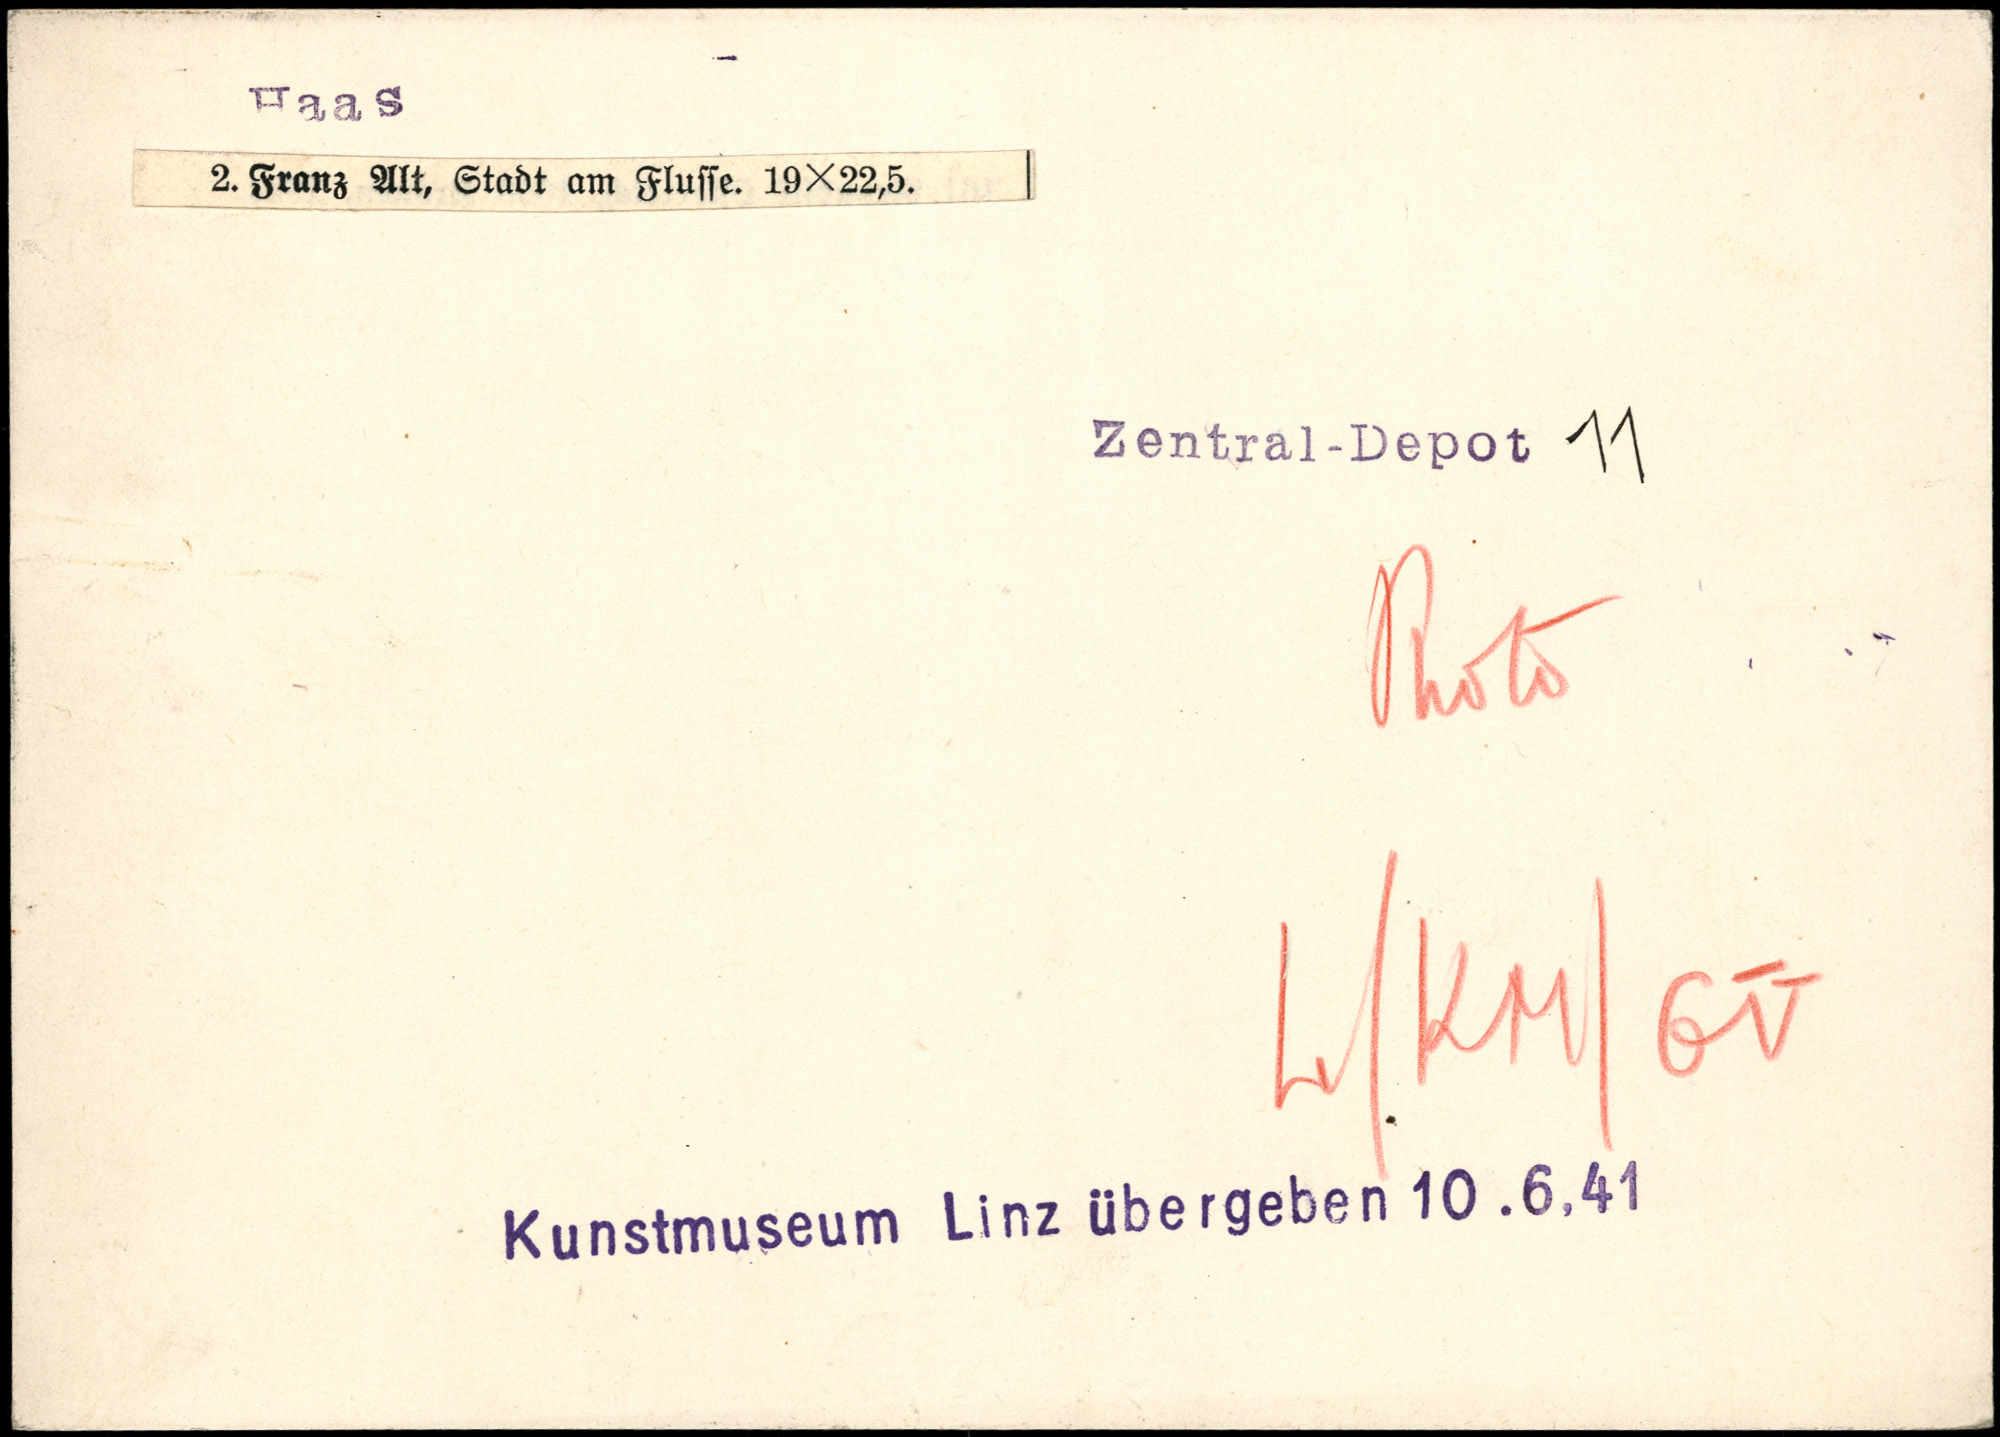 Haas
2. Franz Alt, Stadt am Flusse. 19×22,5.
Zentral-Depot 11
Photo
L/KM/
Kunstmuseum Linz übergeben 10.6.41